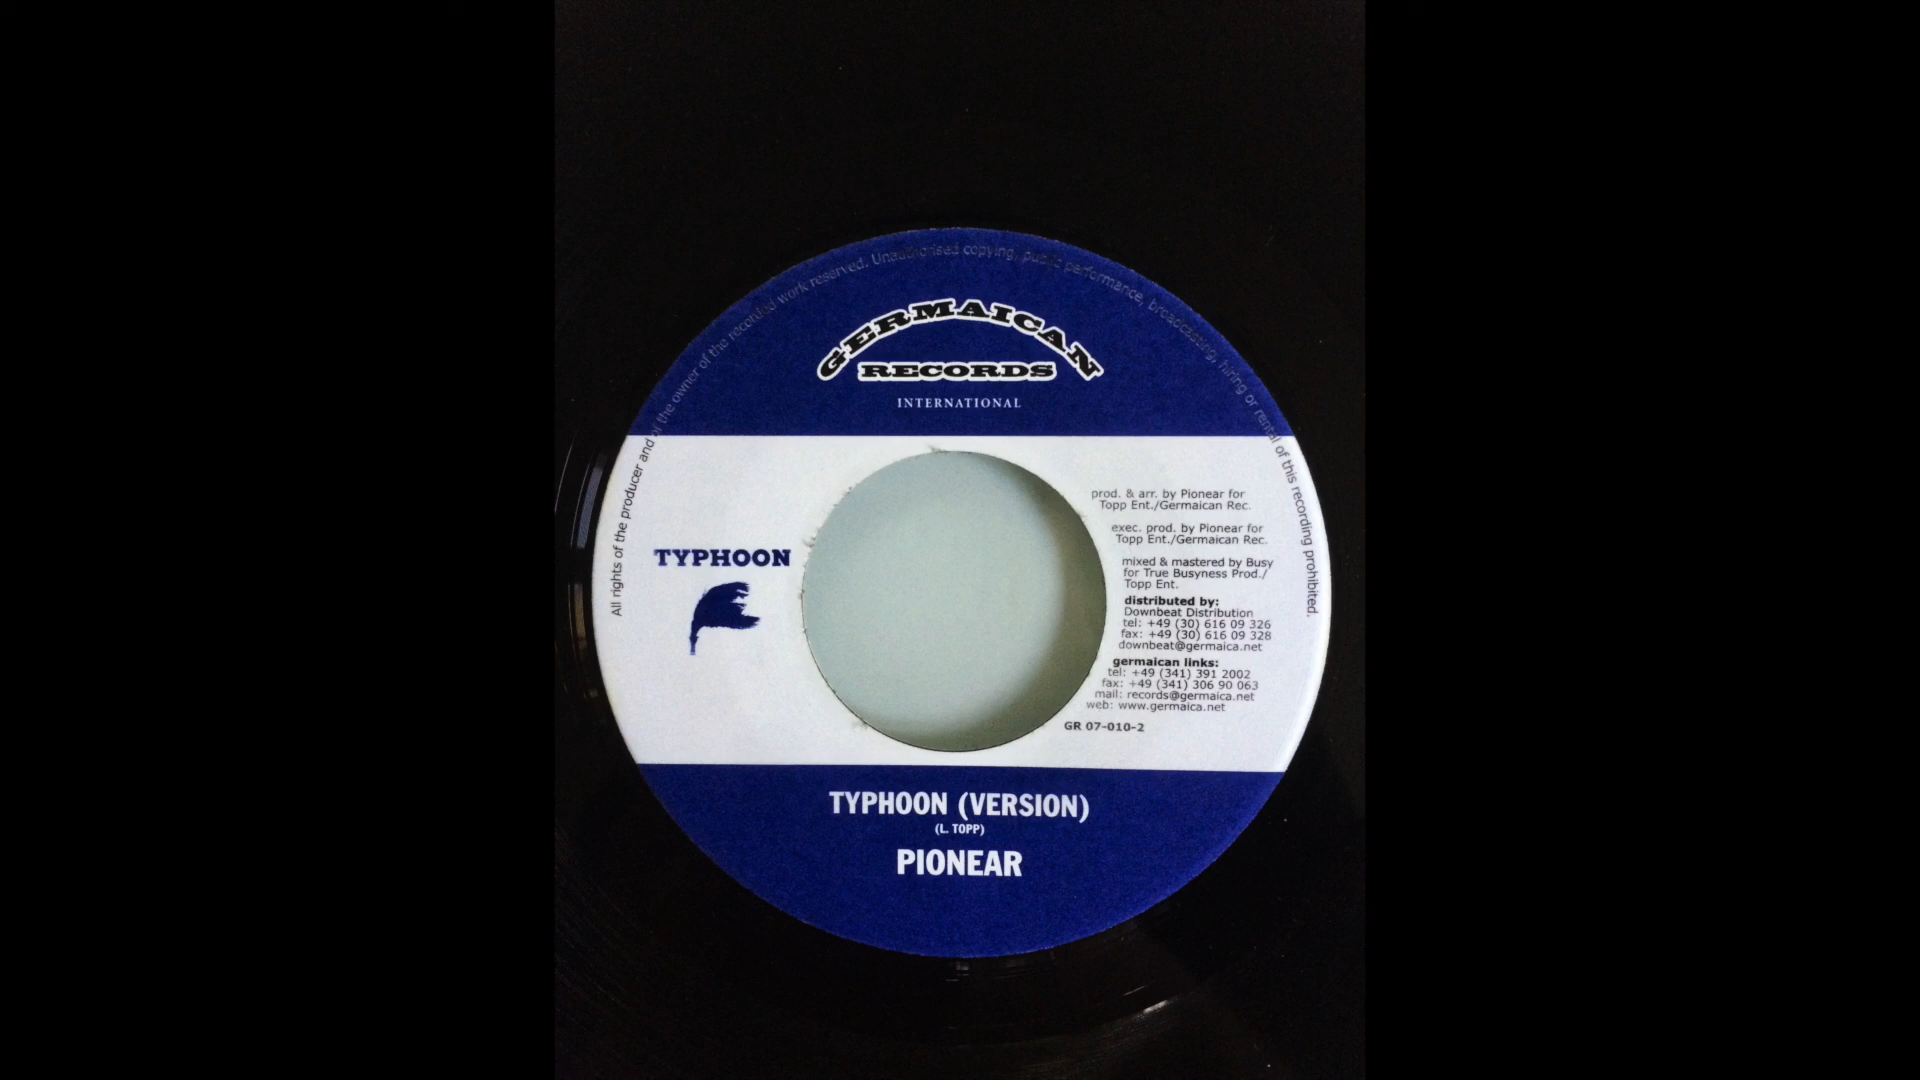 All rights of the producer and of the owner of the recorded work reserved. Unauthorised copying, public performance, broadcasting, hiring or rental of this recording prohibited.
GERMAICAN
RECORDS
INTERNATIONAL
TYPHOON
prod. & arr. by Pionear for
Topp Ent./Germaican Rec.
exec. prod. by Pionear for
Topp Ent./Germaican Rec.
mixed & mastered by Busy
for True Busyness Prod./
Topp Ent.
distributed by:
Downbeat Distribution
tel: +49 (30) 616 09 326
fax: +49 (30) 616 09 328
downbeat@germaica.net
germaican links:
tel: +49 (341) 391 2002
fax: +49 (341) 306 90 063
mail: records@germaica.net
web: www.germaica.net
GR 07-010-2
TYPHOON (VERSION)
(L. TOPP)
PIONEAR